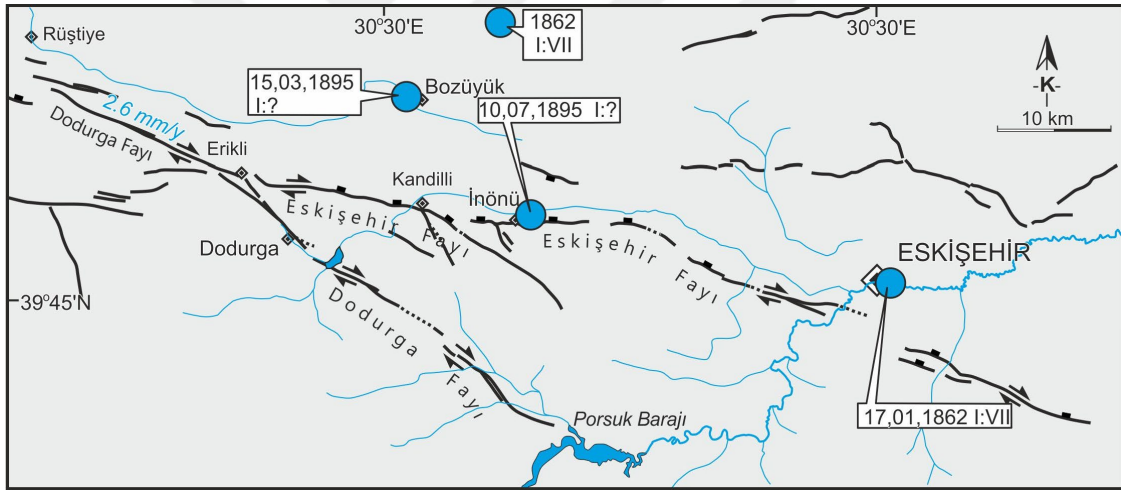 30°30'E
1862
I:VII
30°30'E
Rüştiye
15,03,1895
I:?
Bozüyük
-K-
10 km
10,07,1895 I:?
2.6 mm/y
Dodurga Fayı
Erikli
Kandilli
İnönü
Eskişehir Fayı
Dodurga
Eskişehir Fayı
ESKİŞEHİR
39°45'N
Dodurga Fayı
Porsuk Barajı
17,01,1862 I:VII